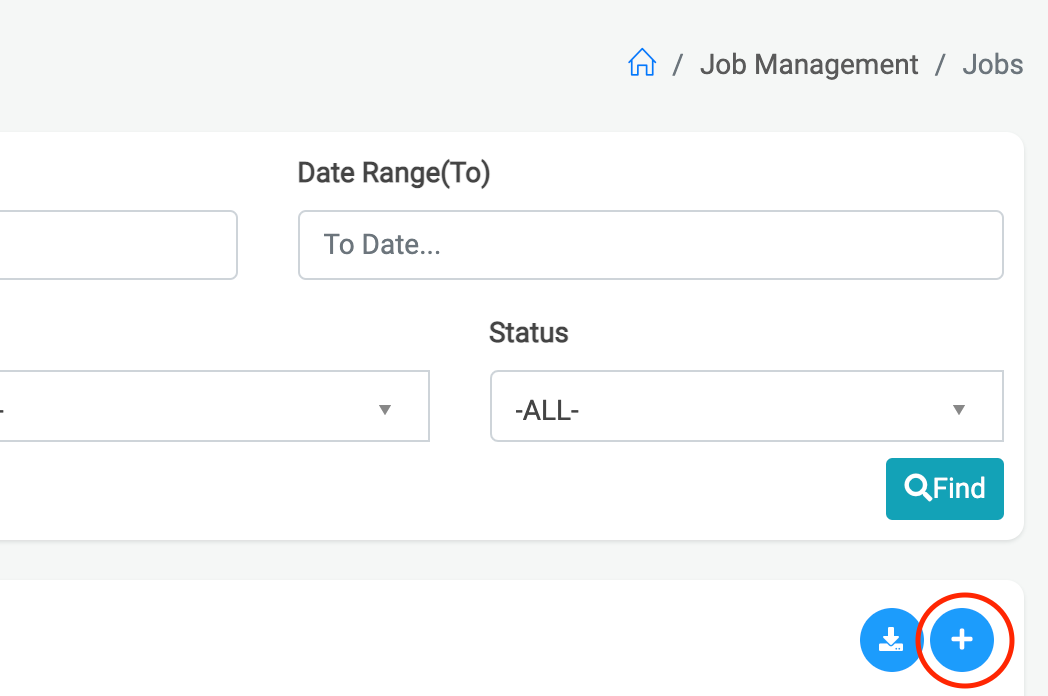 / Job Management / Jobs
Date Range(To)
To Date...
Status
-
-ALL-
Find